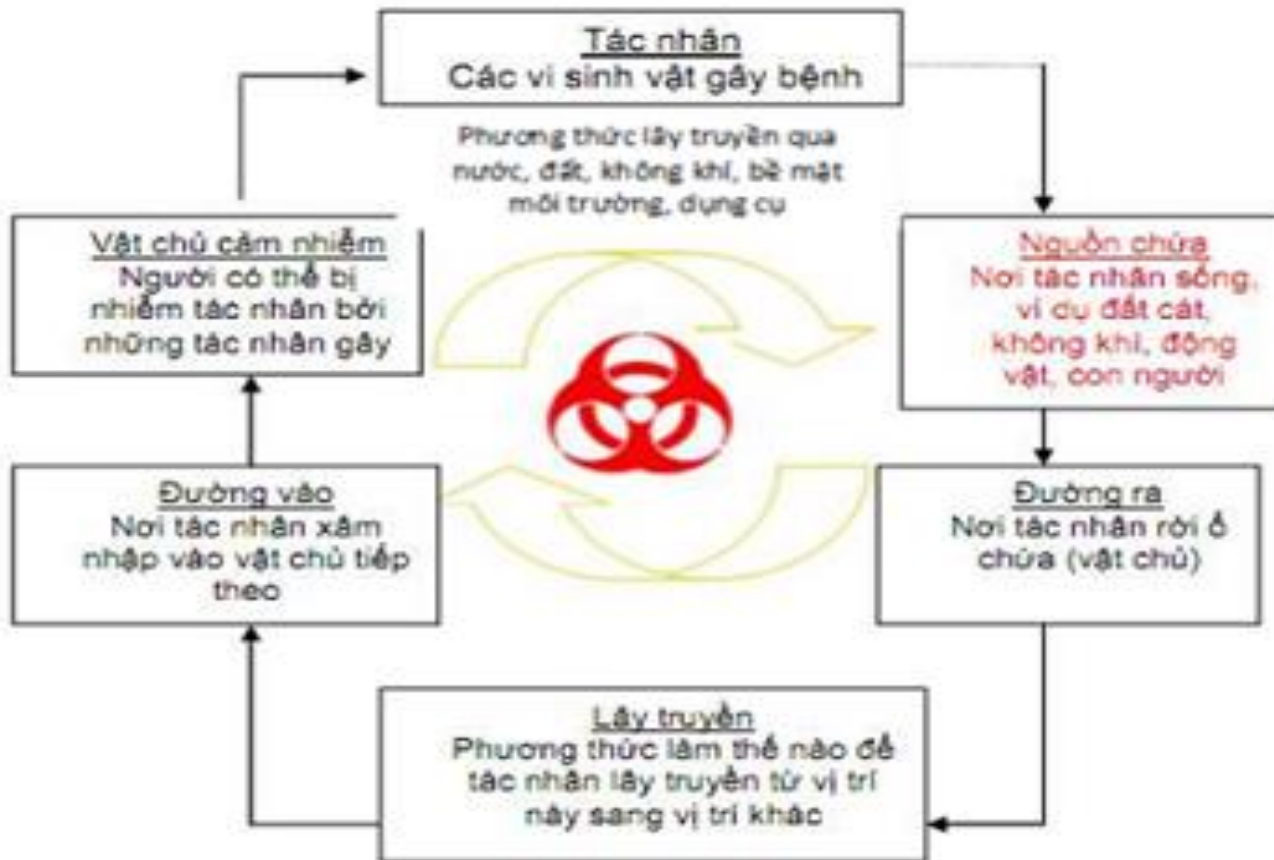 Tác nhân
Các vi sinh vật gây bệnh
Phương thức lây truyền qua
nước, đất, không khí, bề mặt
môi trường, dụng cụ
Vật chủ cảm nhiễm
Người có thể bị
nhiễm tác nhân bởi
những tác nhân gây
Nguồn chứa
Nơi tác nhân sống,
ví dụ đất cát,
không khí, động
vật, con người
Đường vào
Nơi tác nhân xâm
nhập vào vật chủ tiếp
theo
Đường ra
Nơi tác nhân rời ổ
chứa (vật chủ)
Lây truyền
Phương thức làm thế nào để
tác nhân lây truyền từ vị trí
này sang vị trí khác